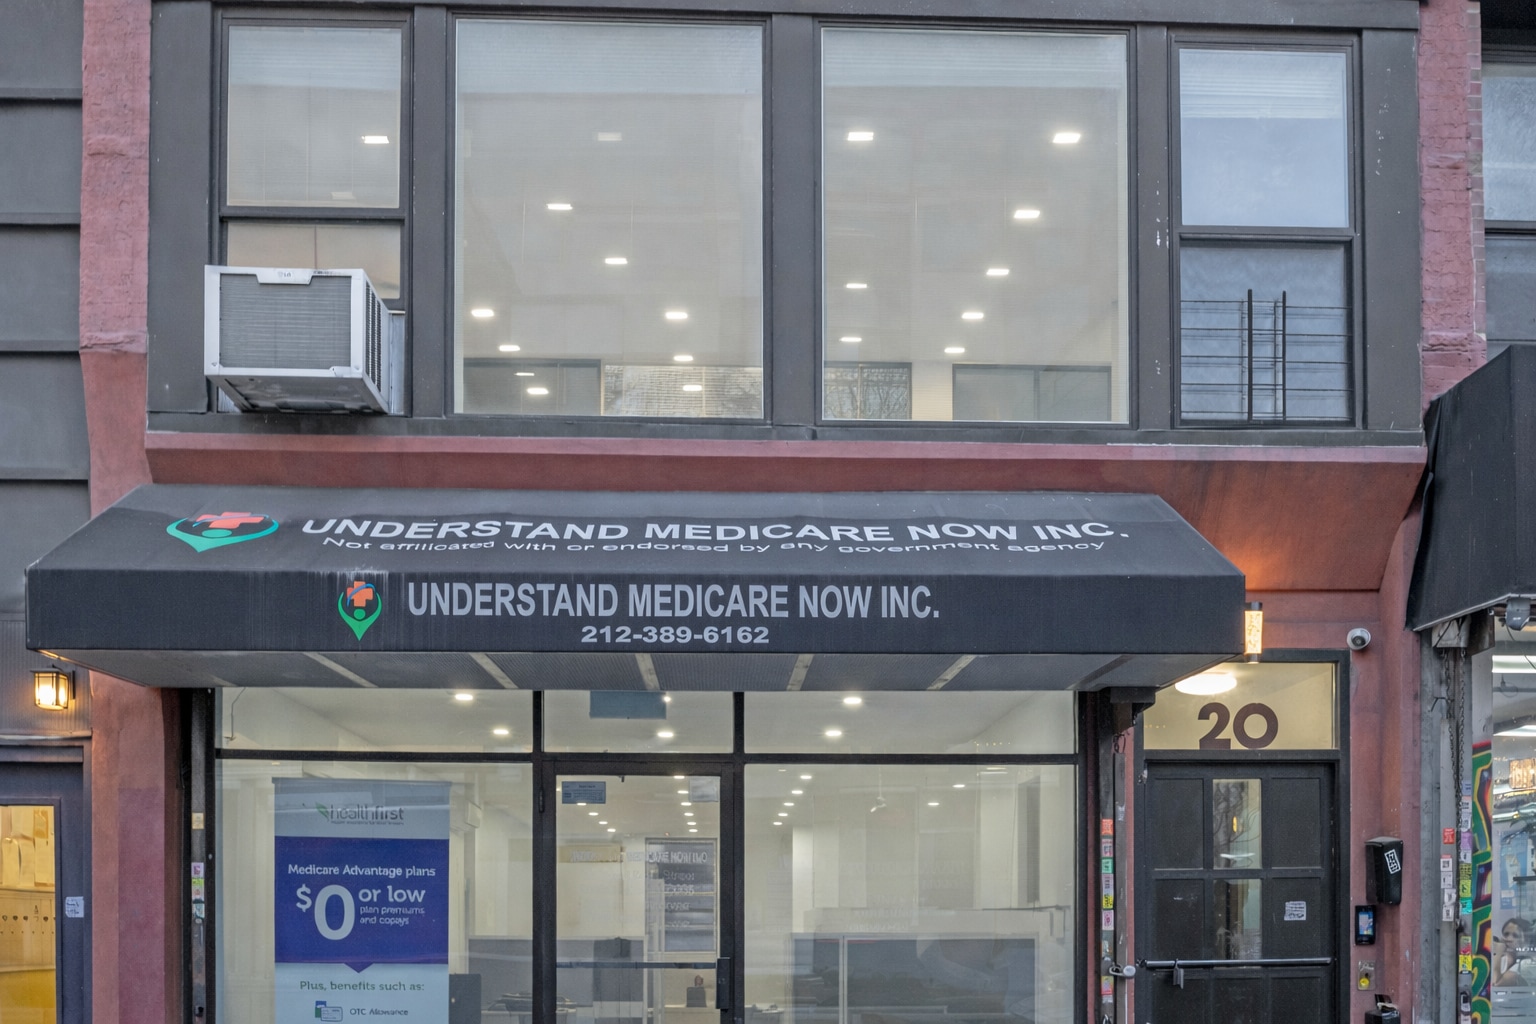 UNDERSTAND MEDICARE NOW INC.
Not affilicated with or endorsed by any government agency
UNDERSTAND MEDICARE NOW INC.
212-389-6162
20
healthfirst
Medicare Advantage plans
$0 or low
plan premiums
and copays
Plus, benefits such as:
OTC Allowance